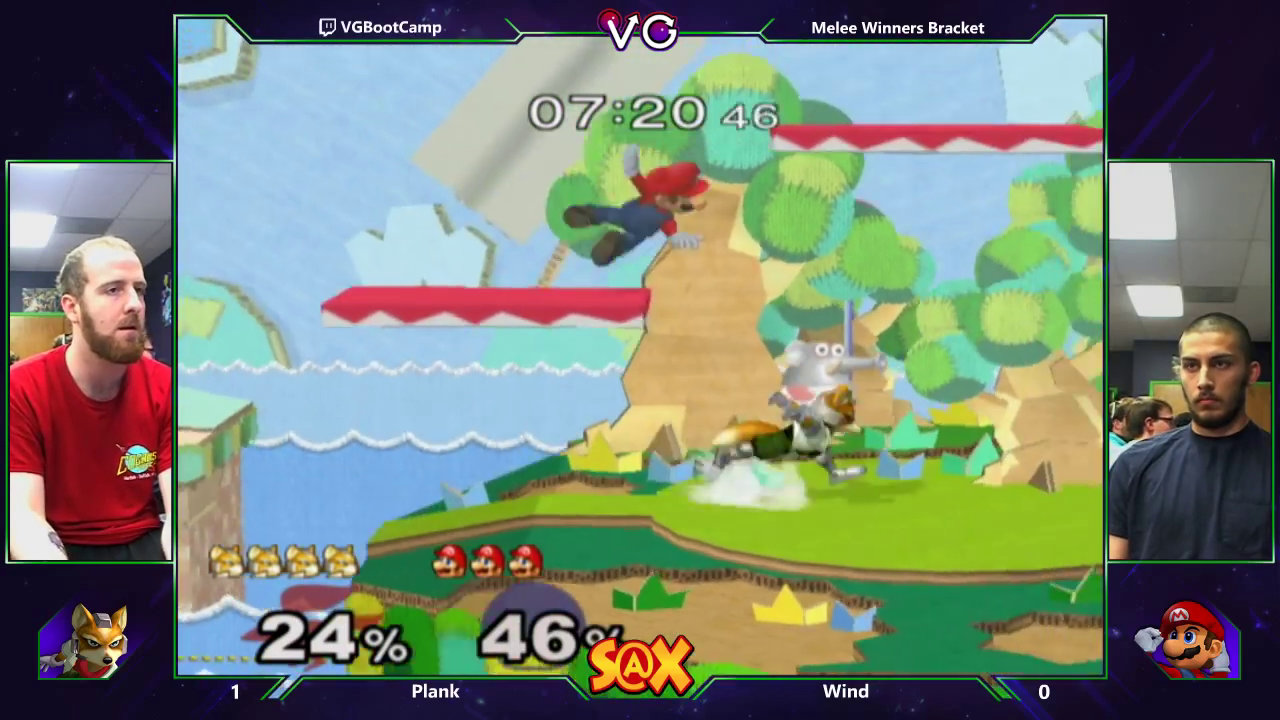 VGBootCamp
VG
Melee Winners Bracket
07:20 46
24%
46%
S@X
1
Plank
Wind
0